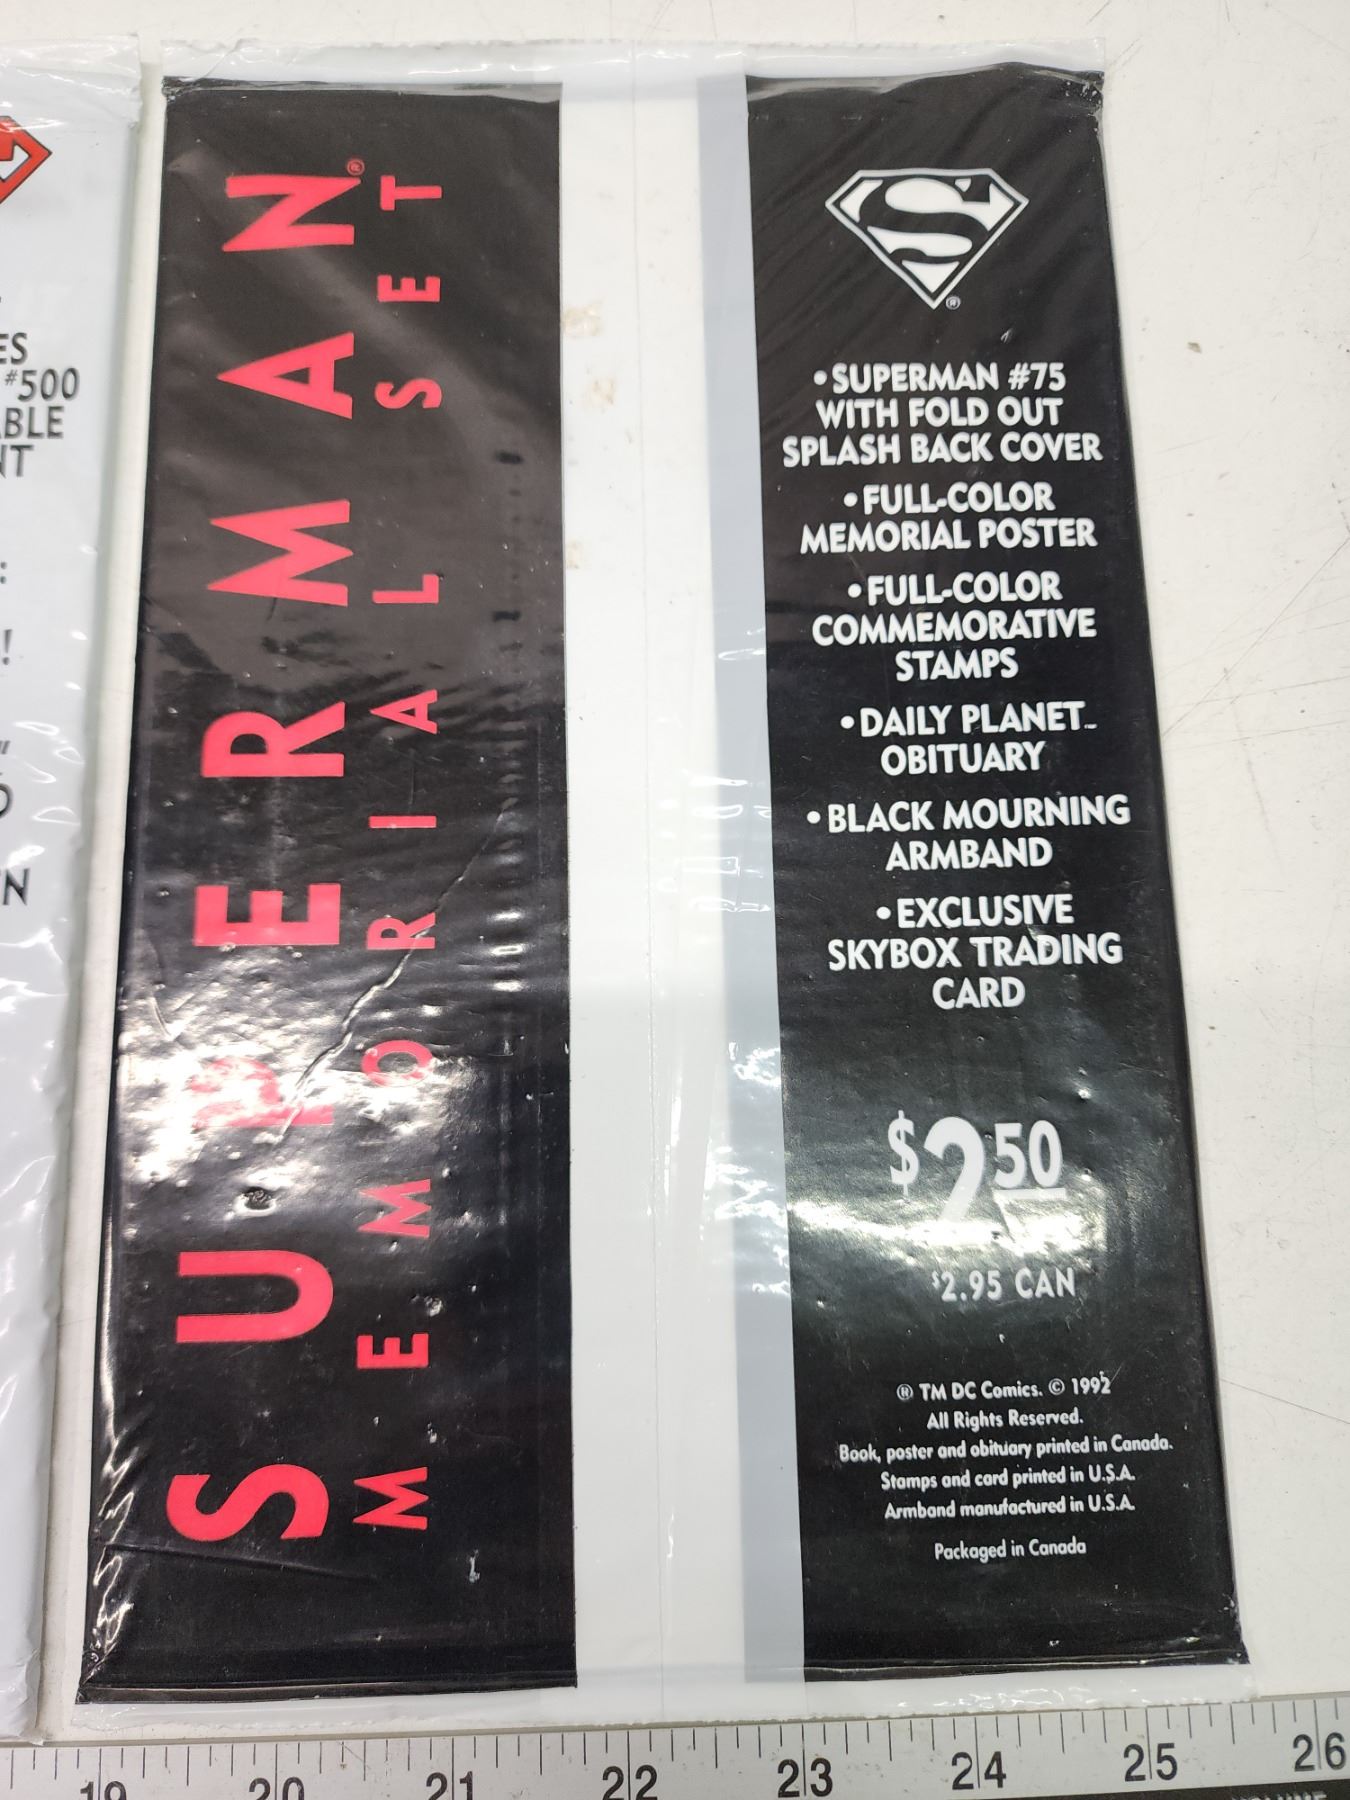 ES
#500
ABLE
NT
:
!
"
N
SUPERMAN®
MEMORIAL SET
S
®
• SUPERMAN #75
WITH FOLD OUT
SPLASH BACK COVER
• FULL-COLOR
MEMORIAL POSTER
• FULL-COLOR
COMMEMORATIVE
STAMPS
• DAILY PLANET™
OBITUARY
• BLACK MOURNING
ARMBAND
• EXCLUSIVE
SKYBOX TRADING
CARD
$2.50
$2.95 CAN
® TM DC Comics. © 1992
All Rights Reserved.
Book, poster and obituary printed in Canada.
Stamps and card printed in U.S.A.
Armband manufactured in U.S.A.
Packaged in Canada
19 20 21 22 23 24 25 26